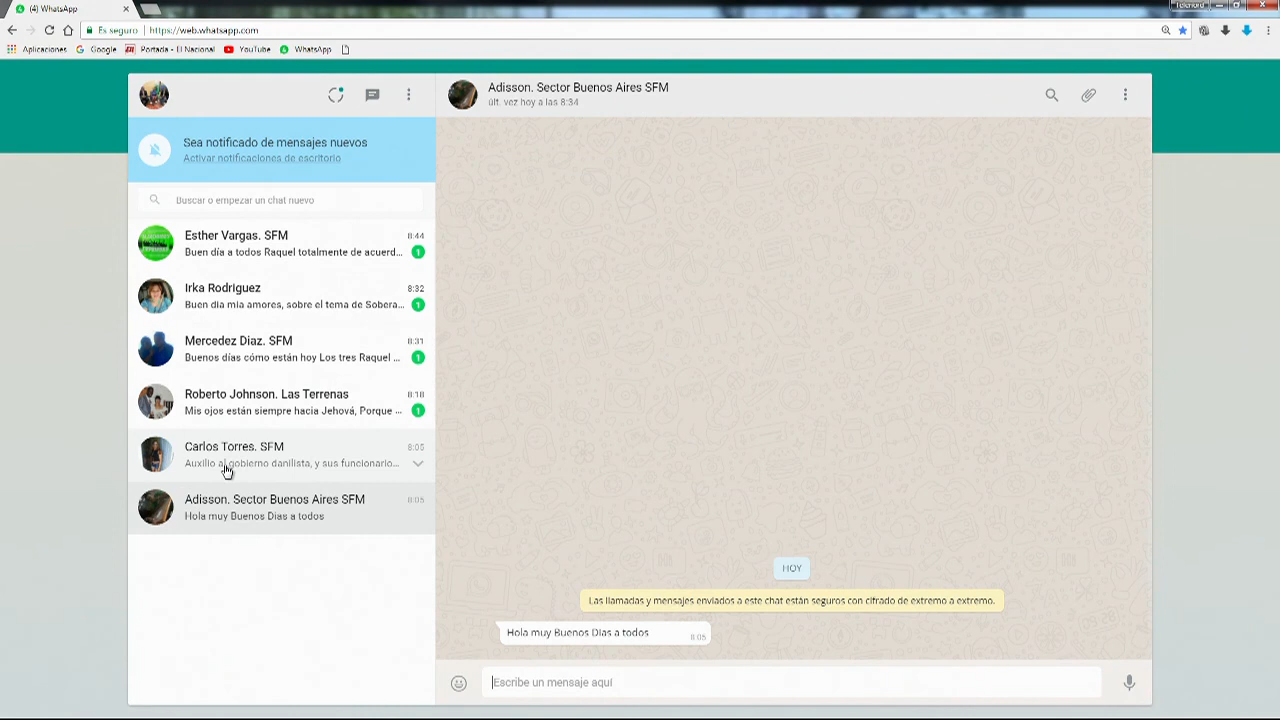 (4) WhatsApp
Telenord
Es seguro
https://web.whatsapp.com
Aplicaciones
Google
Portada - El Nacional
YouTube
WhatsApp
Adisson. Sector Buenos Aires SFM
últ. vez hoy a las 8:34
Sea notificado de mensajes nuevos
Activar notificaciones de escritorio
Buscar o empezar un chat nuevo
Esther Vargas. SFM 8:44
Buen día a todos Raquel totalmente de acuerd... 1
Irka Rodriguez 8:32
Buen dia mia amores, sobre el tema de Sobera... 1
Mercedez Diaz. SFM 8:31
Buenos días cómo están hoy Los tres Raquel ... 1
Roberto Johnson. Las Terrenas 8:18
Mis ojos están siempre hacia Jehová, Porque ... 1
Carlos Torres. SFM 8:05
Auxilio al gobierno danilista, y sus funcionario...
Adisson. Sector Buenos Aires SFM 8:05
Hola muy Buenos Dias a todos
HOY
Las llamadas y mensajes enviados a este chat están seguros con cifrado de extremo a extremo.
Hola muy Buenos Dias a todos 8:05
Escribe un mensaje aquí